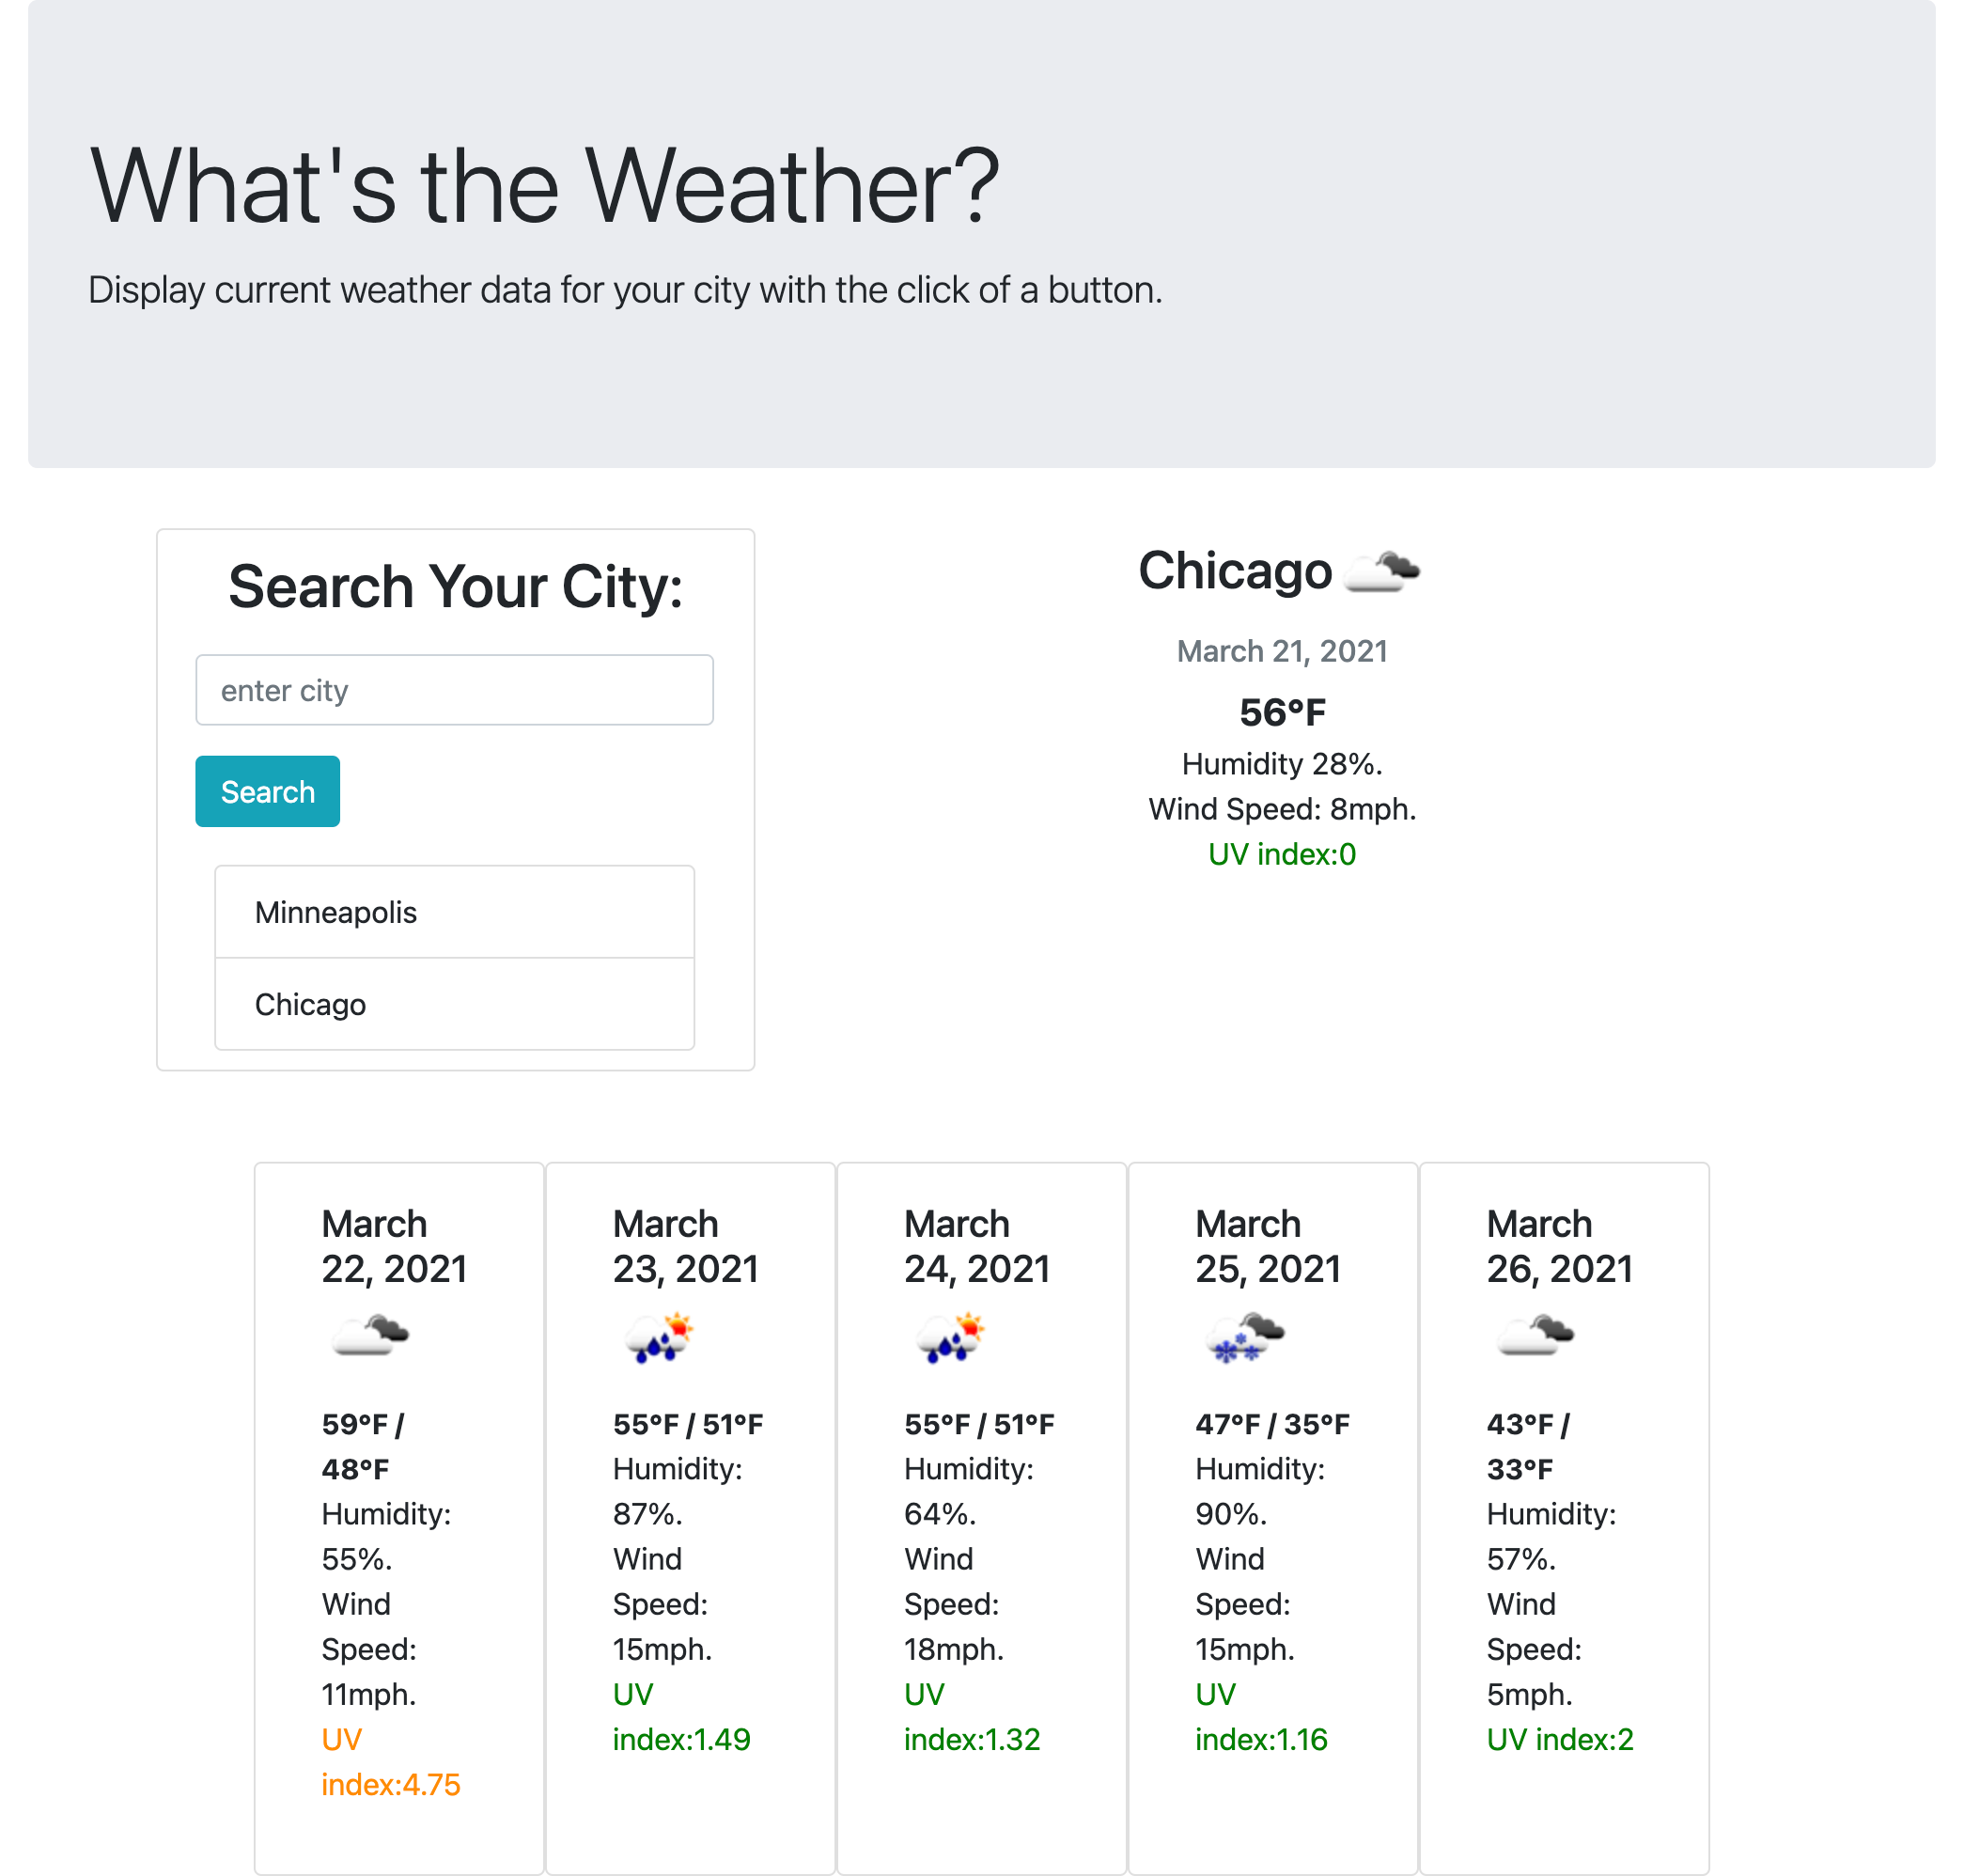 What's the Weather?
Display current weather data for your city with the click of a button.
Search Your City:
enter city
Search
Minneapolis
Chicago
Chicago
March 21, 2021
56°F
Humidity 28%.
Wind Speed: 8mph.
UV index:0
March
22, 2021
59°F /
48°F
Humidity:
55%.
Wind
Speed:
11mph.
UV
index:4.75
March
23, 2021
55°F / 51°F
Humidity:
87%.
Wind
Speed:
15mph.
UV
index:1.49
March
24, 2021
55°F / 51°F
Humidity:
64%.
Wind
Speed:
18mph.
UV
index:1.32
March
25, 2021
47°F / 35°F
Humidity:
90%.
Wind
Speed:
15mph.
UV
index:1.16
March
26, 2021
43°F /
33°F
Humidity:
57%.
Wind
Speed:
5mph.
UV index:2